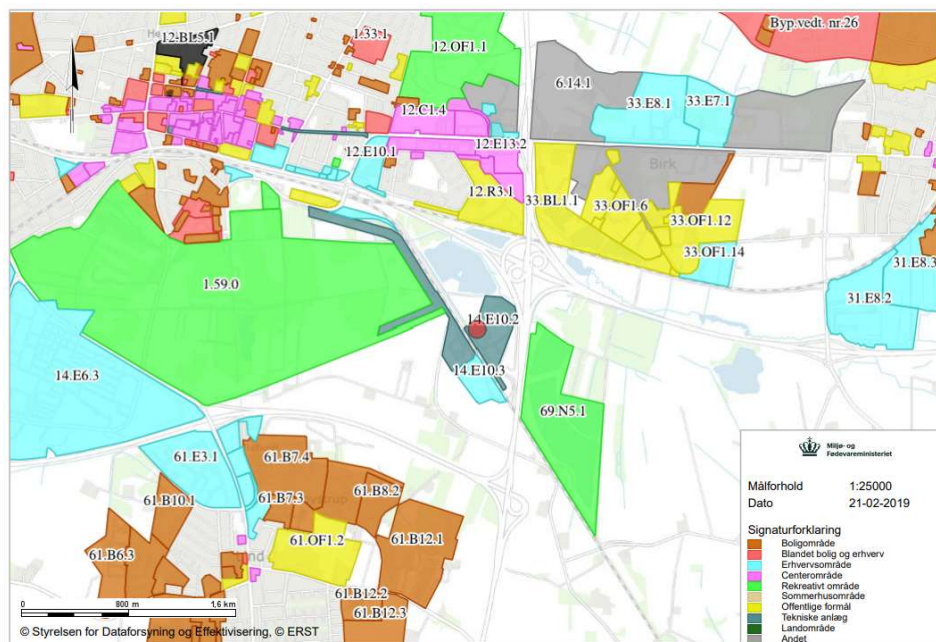 Byp.vedt. nr.26
1.33.1
12.BL5.1
12.OF1.1
6.14.1
33.E8.1
33.E7.1
12.C1.4
12.E13.2
12.E10.1
Birk
12.R3.1
33.BL1.1
33.OF1.6
33.OF1.12
33.OF1.14
31.E8.3
31.E8.2
1.59.0
14.E10.2
14.E10.3
14.E6.3
69.N5.1
61.E3.1
61.B7.4
61.B10.1
61.B7.3
61.B8.2
61.OF1.2
61.B12.1
61.B6.3
61.B12.2
61.B12.3
Miljø- og
Fødevareministeriet
Målforhold 1:25000
Dato 21-02-2019
Signaturforklaring
Boligområde
Blandet bolig og erhverv
Erhvervsområde
Centerområde
Rekreativt område
Sommerhusområde
Offentlige formål
Tekniske anlæg
Landområde
Andet
0 800 m 1,6 km
© Styrelsen for Dataforsyning og Effektivisering, © ERST